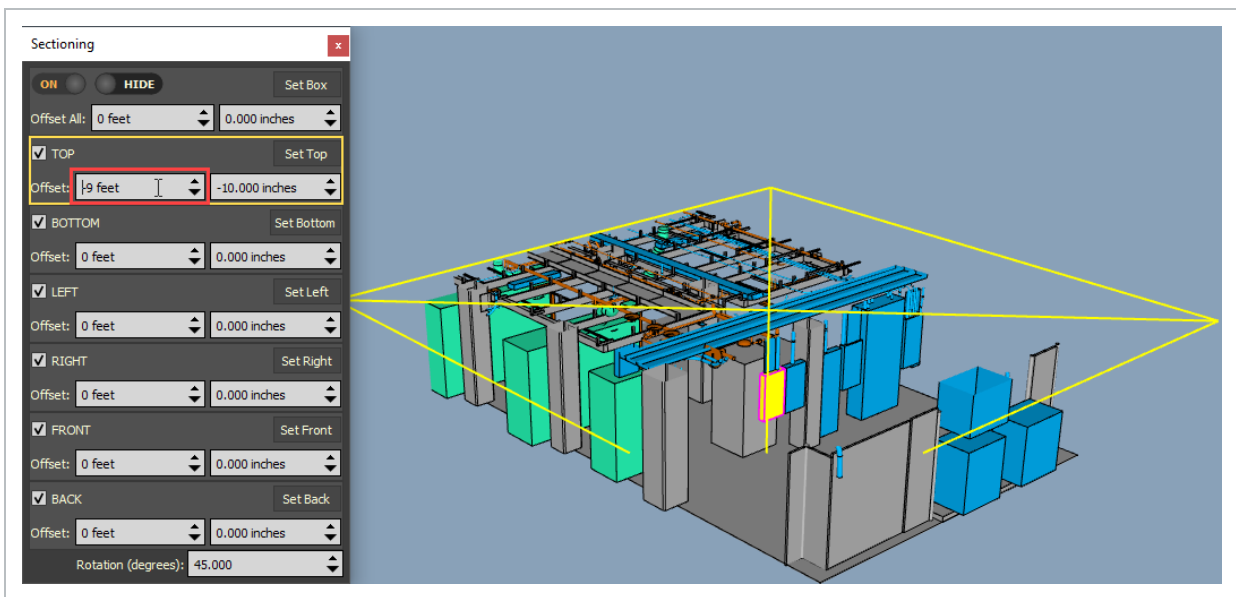 Sectioning x
ON HIDE Set Box
Offset All: 0 feet 0.000 inches
TOP Set Top
Offset: -9 feet -10.000 inches
BOTTOM Set Bottom
Offset: 0 feet 0.000 inches
LEFT Set Left
Offset: 0 feet 0.000 inches
RIGHT Set Right
Offset: 0 feet 0.000 inches
FRONT Set Front
Offset: 0 feet 0.000 inches
BACK Set Back
Offset: 0 feet 0.000 inches
Rotation (degrees): 45.000